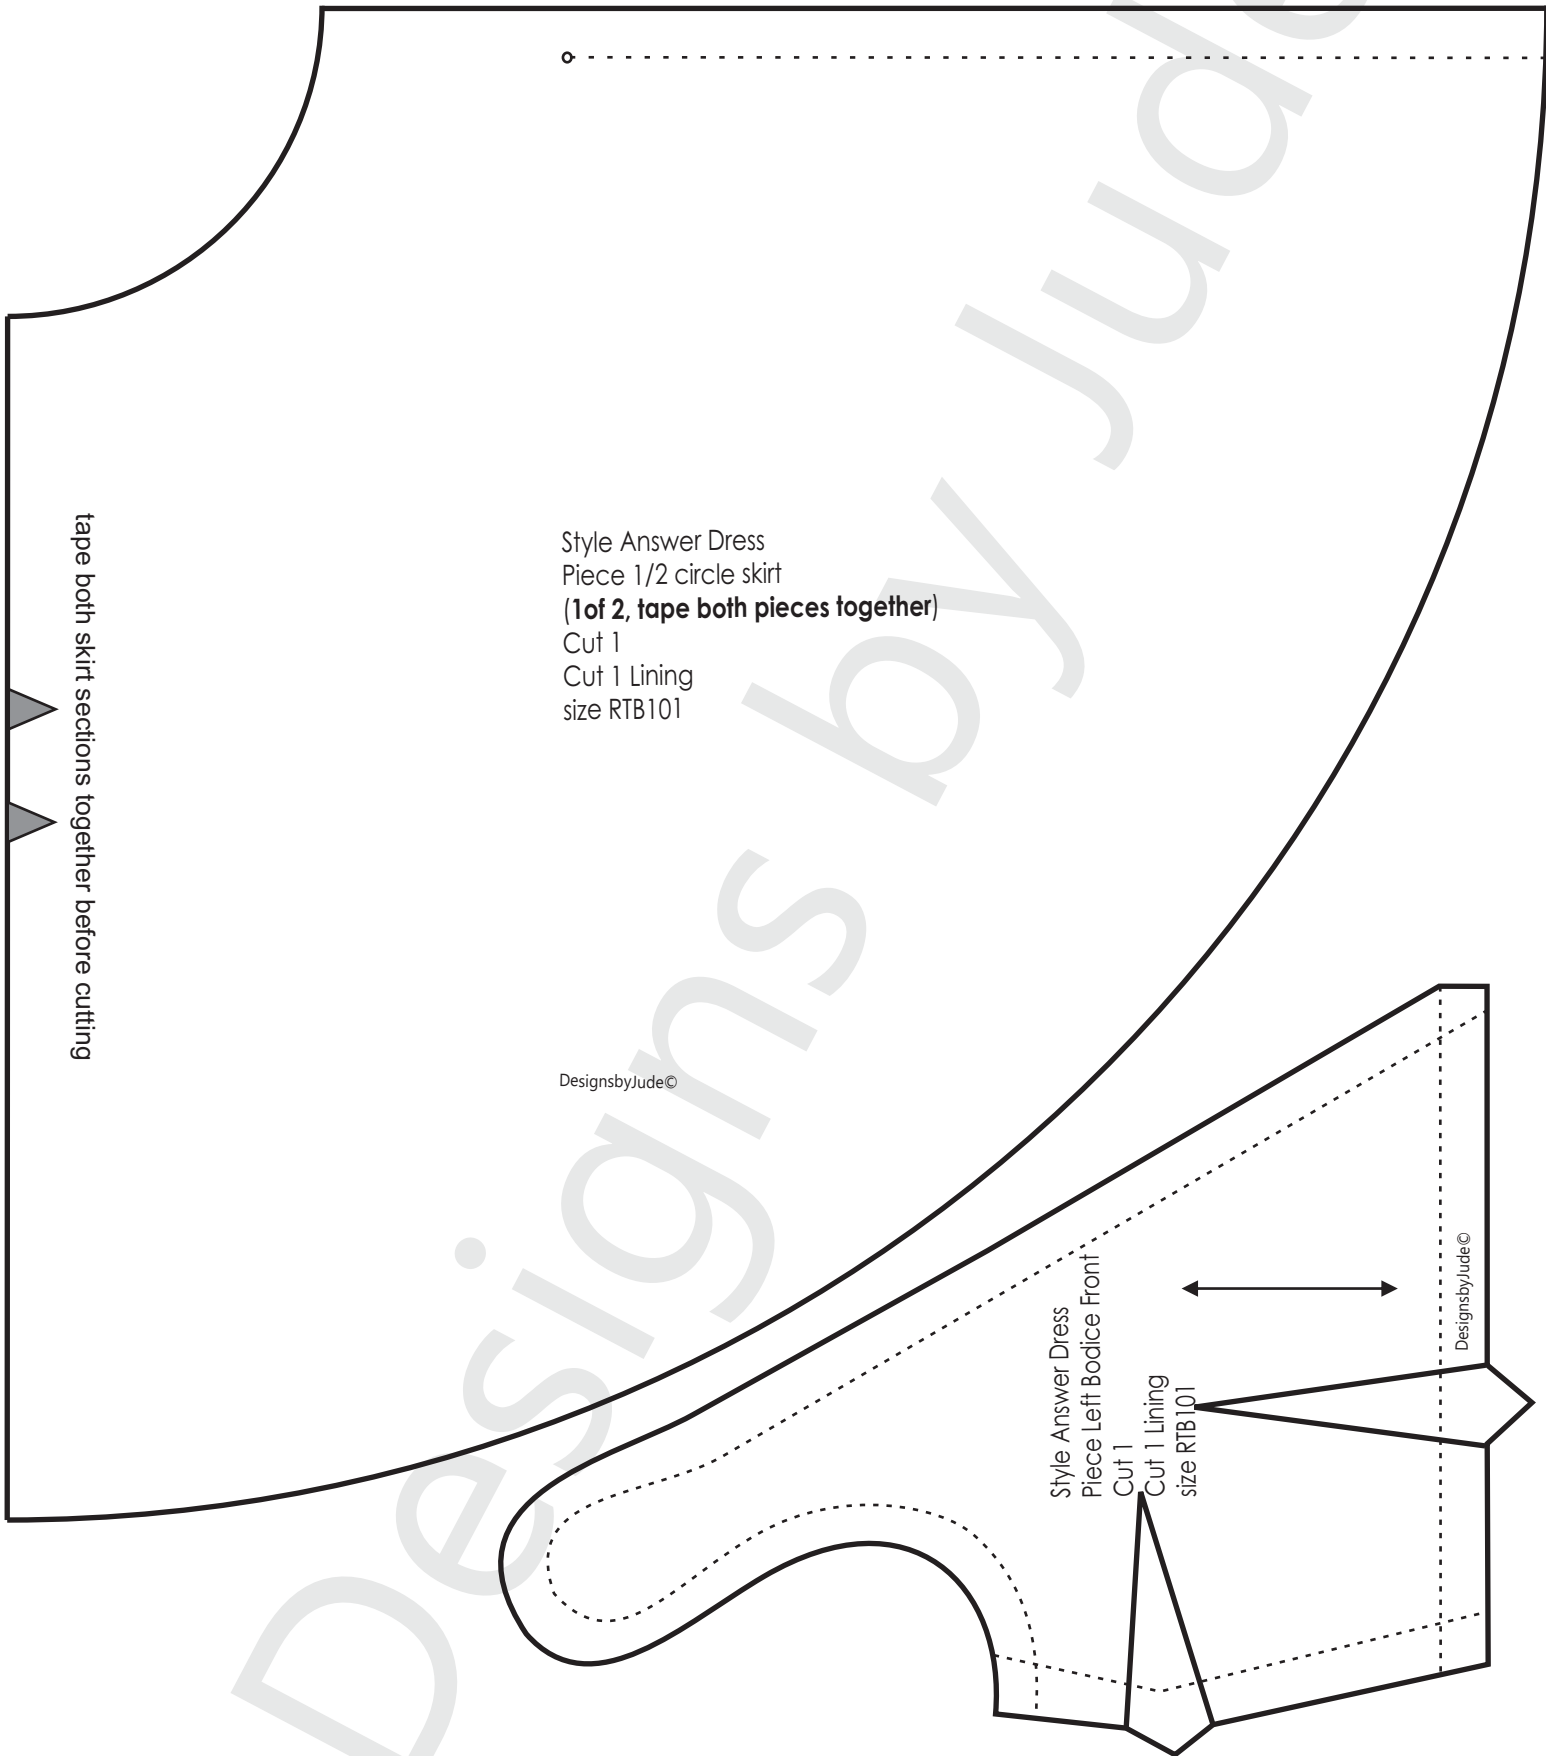 Style Answer Dress
Piece 1/2 circle skirt
(1of 2, tape both pieces together)
Cut 1
Cut 1 Lining
size RTB101
tape both skirt sections together before cutting
DesignsbyJude©
Style Answer Dress
Piece Left Bodice Front
Cut 1
Cut 1 Lining
size RTB101
DesignsbyJude©
Designs by Jude